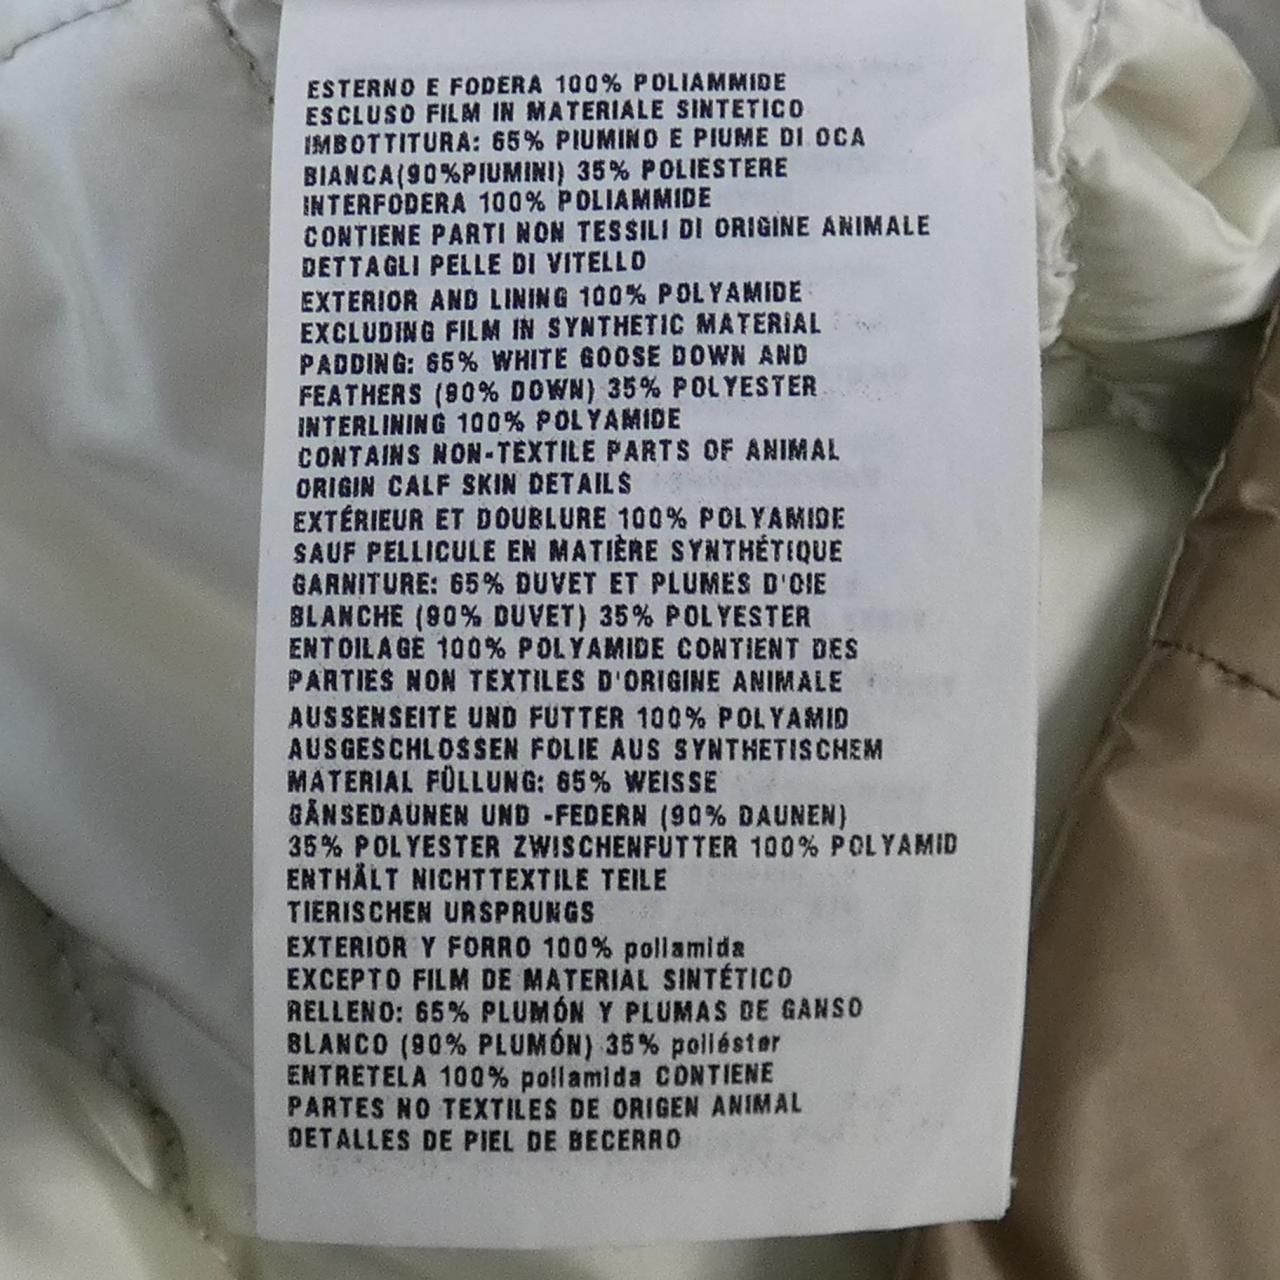 ESTERNO E FODERA 100% POLIAMMIDE
ESCLUSO FILM IN MATERIALE SINTETICO
IMBOTTITURA: 65% PIUMINO E PIUME DI OCA
BIANCA(90%PIUMINI) 35% POLIESTERE
INTERFODERA 100% POLIAMMIDE
CONTIENE PARTI NON TESSILI DI ORIGINE ANIMALE
DETTAGLI PELLE DI VITELLO
EXTERIOR AND LINING 100% POLYAMIDE
EXCLUDING FILM IN SYNTHETIC MATERIAL
PADDING: 65% WHITE GOOSE DOWN AND
FEATHERS (90% DOWN) 35% POLYESTER
INTERLINING 100% POLYAMIDE
CONTAINS NON-TEXTILE PARTS OF ANIMAL
ORIGIN CALF SKIN DETAILS
EXTÉRIEUR ET DOUBLURE 100% POLYAMIDE
SAUF PELLICULE EN MATIÈRE SYNTHÉTIQUE
GARNITURE: 65% DUVET ET PLUMES D'OIE
BLANCHE (90% DUVET) 35% POLYESTER
ENTOILAGE 100% POLYAMIDE CONTIENT DES
PARTIES NON TEXTILES D'ORIGINE ANIMALE
AUSSENSEITE UND FUTTER 100% POLYAMID
AUSGESCHLOSSEN FOLIE AUS SYNTHETISCHEM
MATERIAL FÜLLUNG: 65% WEISSE
GÄNSEDAUNEN UND -FEDERN (90% DAUNEN)
35% POLYESTER ZWISCHENFUTTER 100% POLYAMID
ENTHÄLT NICHTTEXTILE TEILE
TIERISCHEN URSPRUNGS
EXTERIOR Y FORRO 100% poliamida
EXCEPTO FILM DE MATERIAL SINTÉTICO
RELLENO: 65% PLUMÓN Y PLUMAS DE GANSO
BLANCO (90% PLUMÓN) 35% poliéster
ENTRETELA 100% poliamida CONTIENE
PARTES NO TEXTILES DE ORIGEN ANIMAL
DETALLES DE PIEL DE BECERRO